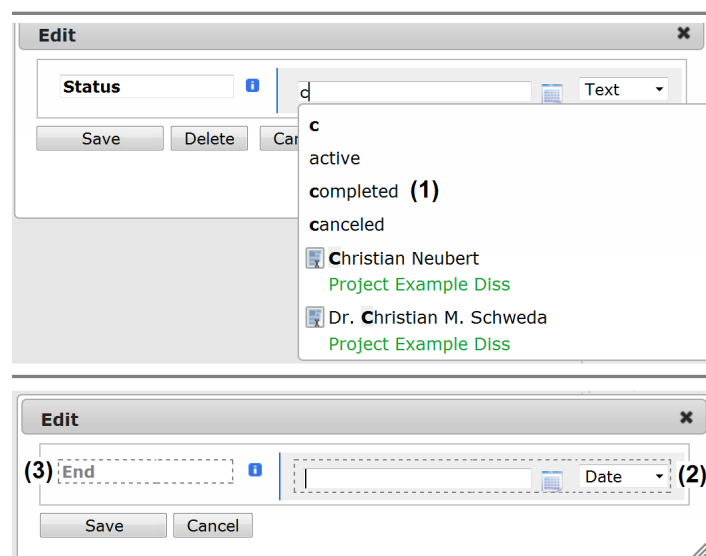 Edit
Status
c
Text
Save Delete Can
c
active
completed (1)
canceled
Christian Neubert
Project Example Diss
Dr. Christian M. Schweda
Project Example Diss
Edit
(3) End Date (2)
Save Cancel